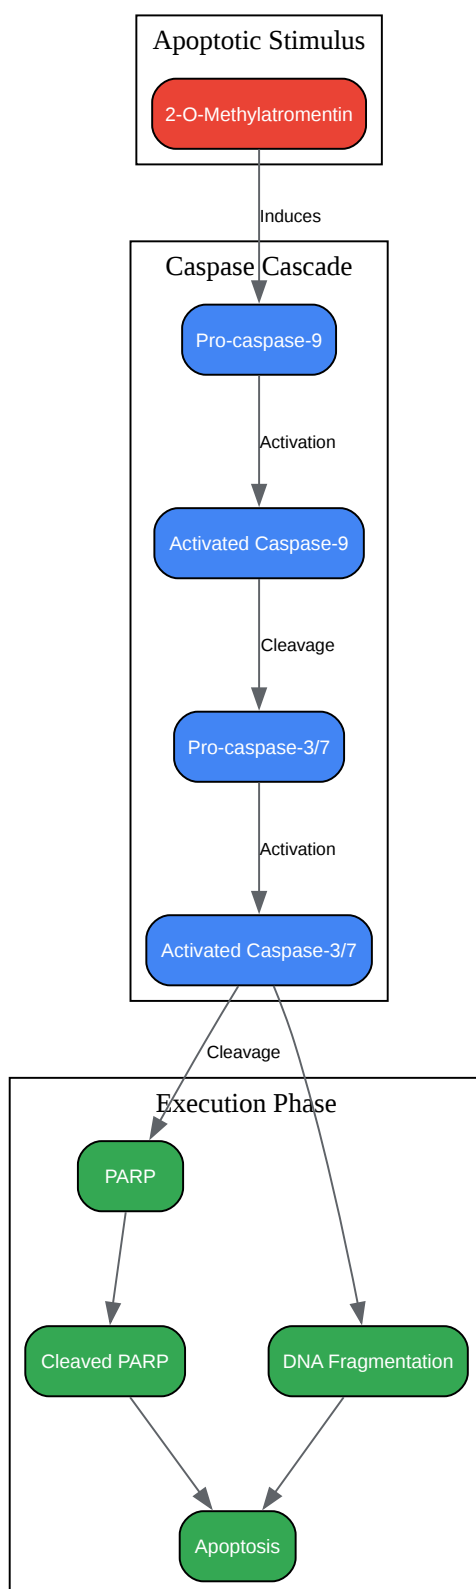 Apoptotic Stimulus
2-O-Methylatromentin
Induces
Caspase Cascade
Pro-caspase-9
Activation
Activated Caspase-9
Cleavage
Pro-caspase-3/7
Activation
Activated Caspase-3/7
Cleavage
Execution Phase
PARP
Cleaved PARP
DNA Fragmentation
Apoptosis